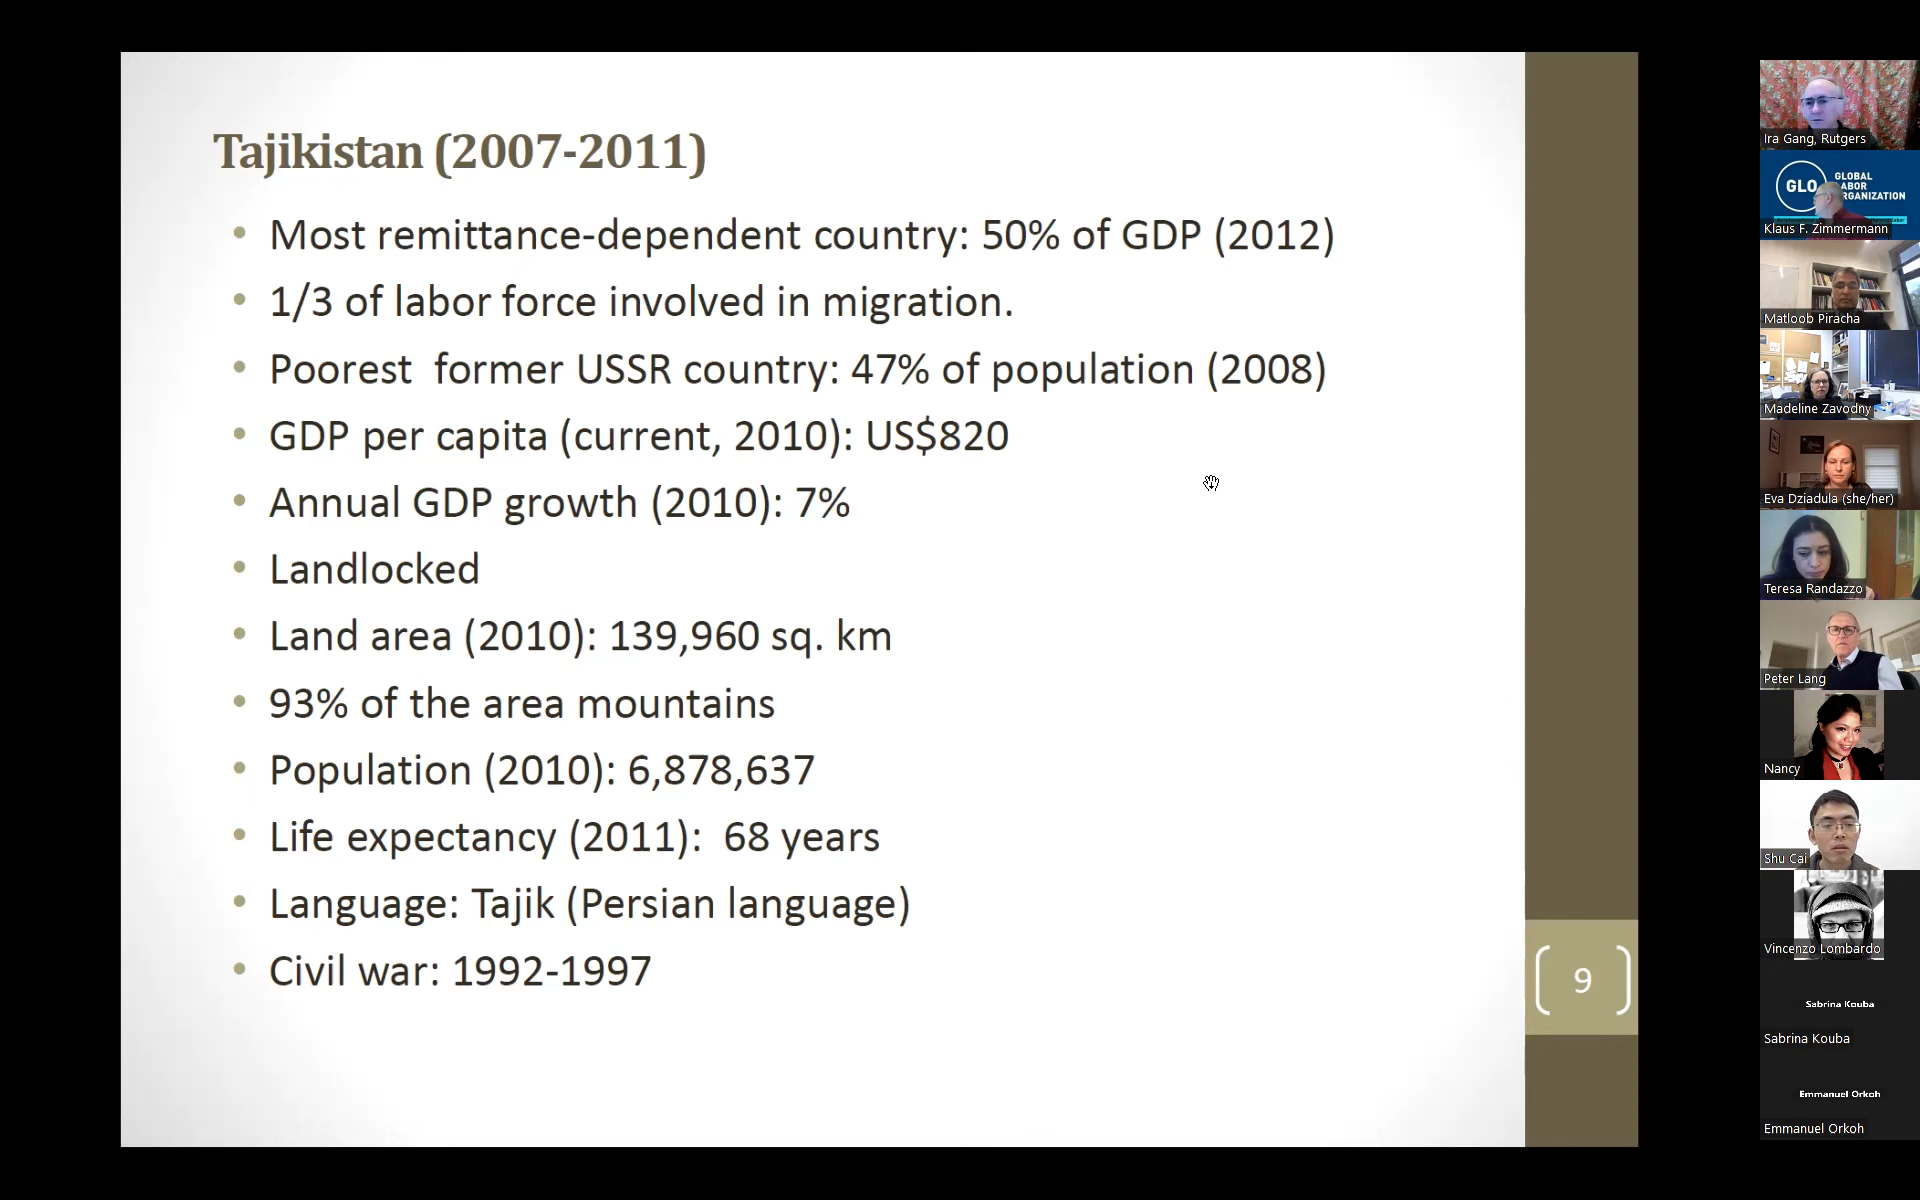 Tajikistan (2007-2011)
• Most remittance-dependent country: 50% of GDP (2012)
• 1/3 of labor force involved in migration.
• Poorest  former USSR country: 47% of population (2008)
• GDP per capita (current, 2010): US$820
• Annual GDP growth (2010): 7%
• Landlocked
• Land area (2010): 139,960 sq. km
• 93% of the area mountains
• Population (2010): 6,878,637
• Life expectancy (2011):  68 years
• Language: Tajik (Persian language)
• Civil war: 1992-1997
9
Ira Gang, Rutgers
GLO
GLOBAL
LABOR
ORGANIZATION
Klaus F. Zimmermann
Matloob Piracha
Madeline Zavodny
Eva Dziadula (she/her)
Teresa Randazzo
Peter Lang
Nancy
Shu Cai
Vincenzo Lombardo
Sabrina Kouba
Sabrina Kouba
Emmanuel Orkoh
Emmanuel Orkoh